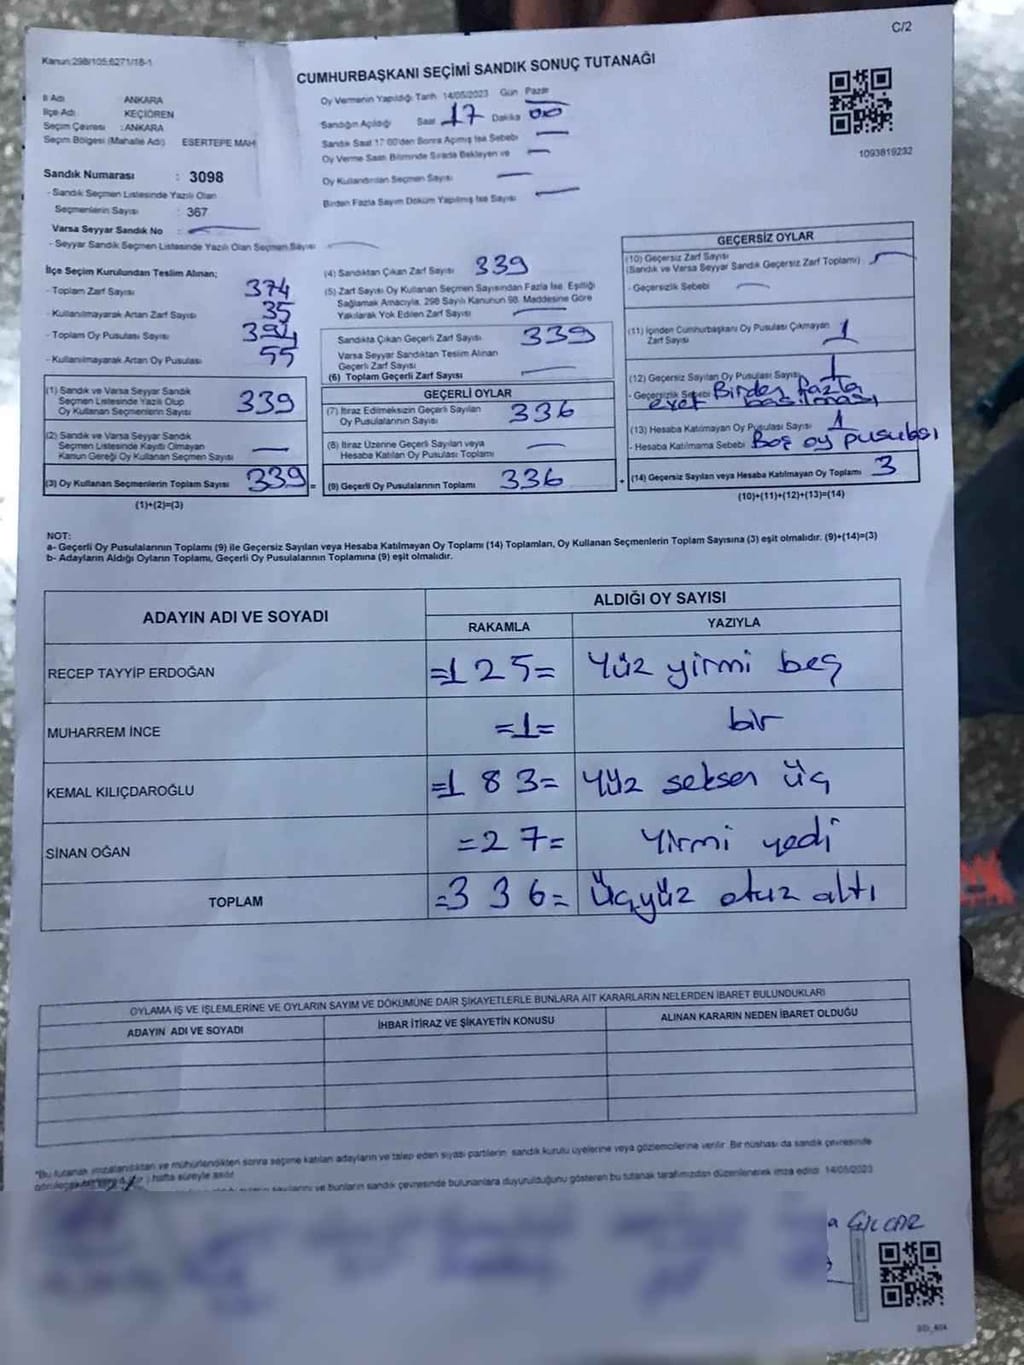 C/2
Kanun:298/105;6271/18-1
CUMHURBAŞKANI SEÇİMİ SANDIK SONUÇ TUTANAĞI
İl Adı ANKARA
İlçe Adı KEÇİÖREN
Seçim Çevresi : ANKARA
Seçim Bölgesi (Mahalle Adı) ESERTEPE MAH
Sandık Numarası : 3098
- Sandık Seçmen Listesinde Yazılı Olan
Seçmenlerin Sayısı : 367
Varsa Seyyar Sandık No :
- Seyyar Sandık Seçmen Listesinde Yazılı Olan Seçmen Sayısı
Oy Vermenin Yapıldığı Tarih 14/05/2023 Gün Pazar
Sandığın Açıldığı Saat 17 Dakika 00
Sandık Saat 17:00'den Sonra Açılmış İse Sebebi
Oy Verme Saati Bitiminde Sırada Bekleyen ve
Oy Kullandırılan Seçmen Sayısı
Birden Fazla Sayım Döküm Yapılmış İse Sayısı
1093819232
İlçe Seçim Kurulundan Teslim Alınan;
- Toplam Zarf Sayısı 374
- Kullanılmayarak Artan Zarf Sayısı 35
- Toplam Oy Pusulası Sayısı 394
- Kullanılmayarak Artan Oy Pusulası 55
(1) Sandık ve Varsa Seyyar Sandık
Seçmen Listesinde Yazılı Olup
Oy Kullanan Seçmenlerin Sayısı 339
(2) Sandık ve Varsa Seyyar Sandık
Seçmen Listesinde Kayıtlı Olmayan
Kanun Gereği Oy Kullanan Seçmen Sayısı
(3) Oy Kullanan Seçmenlerin Toplam Sayısı 339 =
(1)+(2)=(3)
(4) Sandıktan Çıkan Zarf Sayısı 339
(5) Zarf Sayısı Oy Kullanan Seçmen Sayısından Fazla İse, Eşitliği
Sağlamak Amacıyla, 298 Sayılı Kanunun 98. Maddesine Göre
Yakılarak Yok Edilen Zarf Sayısı
Sandıkta Çıkan Geçerli Zarf Sayısı 339
Varsa Seyyar Sandıktan Teslim Alınan
Geçerli Zarf Sayısı
(6) Toplam Geçerli Zarf Sayısı
GEÇERLİ OYLAR
(7) İtiraz Edilmeksizin Geçerli Sayılan
Oy Pusulalarının Sayısı 336
(8) İtiraz Üzerine Geçerli Sayılan veya
Hesaba Katılan Oy Pusulası Toplamı
(9) Geçerli Oy Pusulalarının Toplamı 336 +
GEÇERSİZ OYLAR
(10) Geçersiz Zarf Sayısı
(Sandık ve Varsa Seyyar Sandık Geçersiz Zarf Toplamı)
- Geçersizlik Sebebi
(11) İçinden Cumhurbaşkanı Oy Pusulası Çıkmayan
Zarf Sayısı 1
(12) Geçersiz Sayılan Oy Pusulası Sayısı 1
- Geçersizlik Sebebi Birden fazla
evet basılması
(13) Hesaba Katılmayan Oy Pusulası Sayısı 1
- Hesaba Katılmama Sebebi Boş oy pusulası
(14) Geçersiz Sayılan veya Hesaba Katılmayan Oy Toplamı 3
(10)+(11)+(12)+(13)=(14)
NOT:
a- Geçerli Oy Pusulalarının Toplamı (9) ile Geçersiz Sayılan veya Hesaba Katılmayan Oy Toplamı (14) Toplamları, Oy Kullanan Seçmenlerin Toplam Sayısına (3) eşit olmalıdır. (9)+(14)=(3)
b- Adayların Aldığı Oyların Toplamı, Geçerli Oy Pusulalarının Toplamına (9) eşit olmalıdır.
ADAYIN ADI VE SOYADI
ALDIĞI OY SAYISI
RAKAMLA YAZIYLA
RECEP TAYYİP ERDOĞAN =125= Yüz yirmi beş
MUHARREM İNCE =1= bir
KEMAL KILIÇDAROĞLU =183= Yüz seksen üç
SİNAN OĞAN =27= Yirmi yedi
TOPLAM =336= Üçyüz otuz altı
OYLAMA İŞ VE İŞLEMLERİNE VE OYLARIN SAYIM VE DÖKÜMÜNE DAİR ŞİKAYETLERLE BUNLARA AİT KARARLARIN NELERDEN İBARET BULUNDUKLARI
ADAYIN ADI VE SOYADI İHBAR İTİRAZ VE ŞİKAYETİN KONUSU ALINAN KARARIN NEDEN İBARET OLDUĞU
*Bu tutanak imzalandıktan ve mühürlendikten sonra seçime katılan adayların ve talep eden siyasi partilerin sandık kurulu üyelerine veya gözlemcilerine verilir. Bir nüshası da sandık çevresinde
hafta süreyle asılır
ve bunların sandık çevresinde bulunanlara duyurulduğunu gösteren bu tutanak tarafımızdan düzenlenerek imza edildi. 14/05/2023